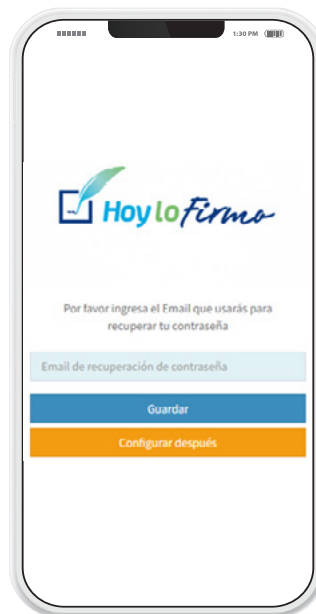 1:30 PM
Hoy lo Firmo
Por favor ingresa el Email que usarás para
recuperar tu contraseña
Email de recuperación de contraseña
Guardar
Configurar después